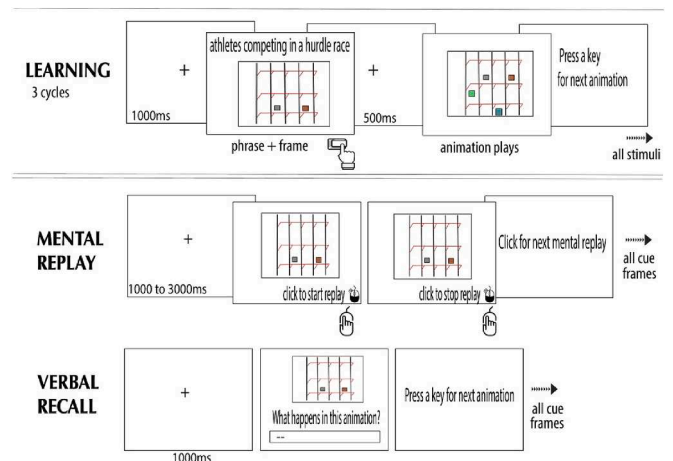 LEARNING
3 cycles
+
1000ms
athletes competing in a hurdle race
phrase + frame
+
500ms
animation plays
Press a key
for next animation
all stimuli
MENTAL
REPLAY
+
1000 to 3000ms
click to start replay
click to stop replay
Click for next mental replay
all cue
frames
VERBAL
RECALL
+
1000ms
What happens in this animation?
--
Press a key for next animation
all cue
frames